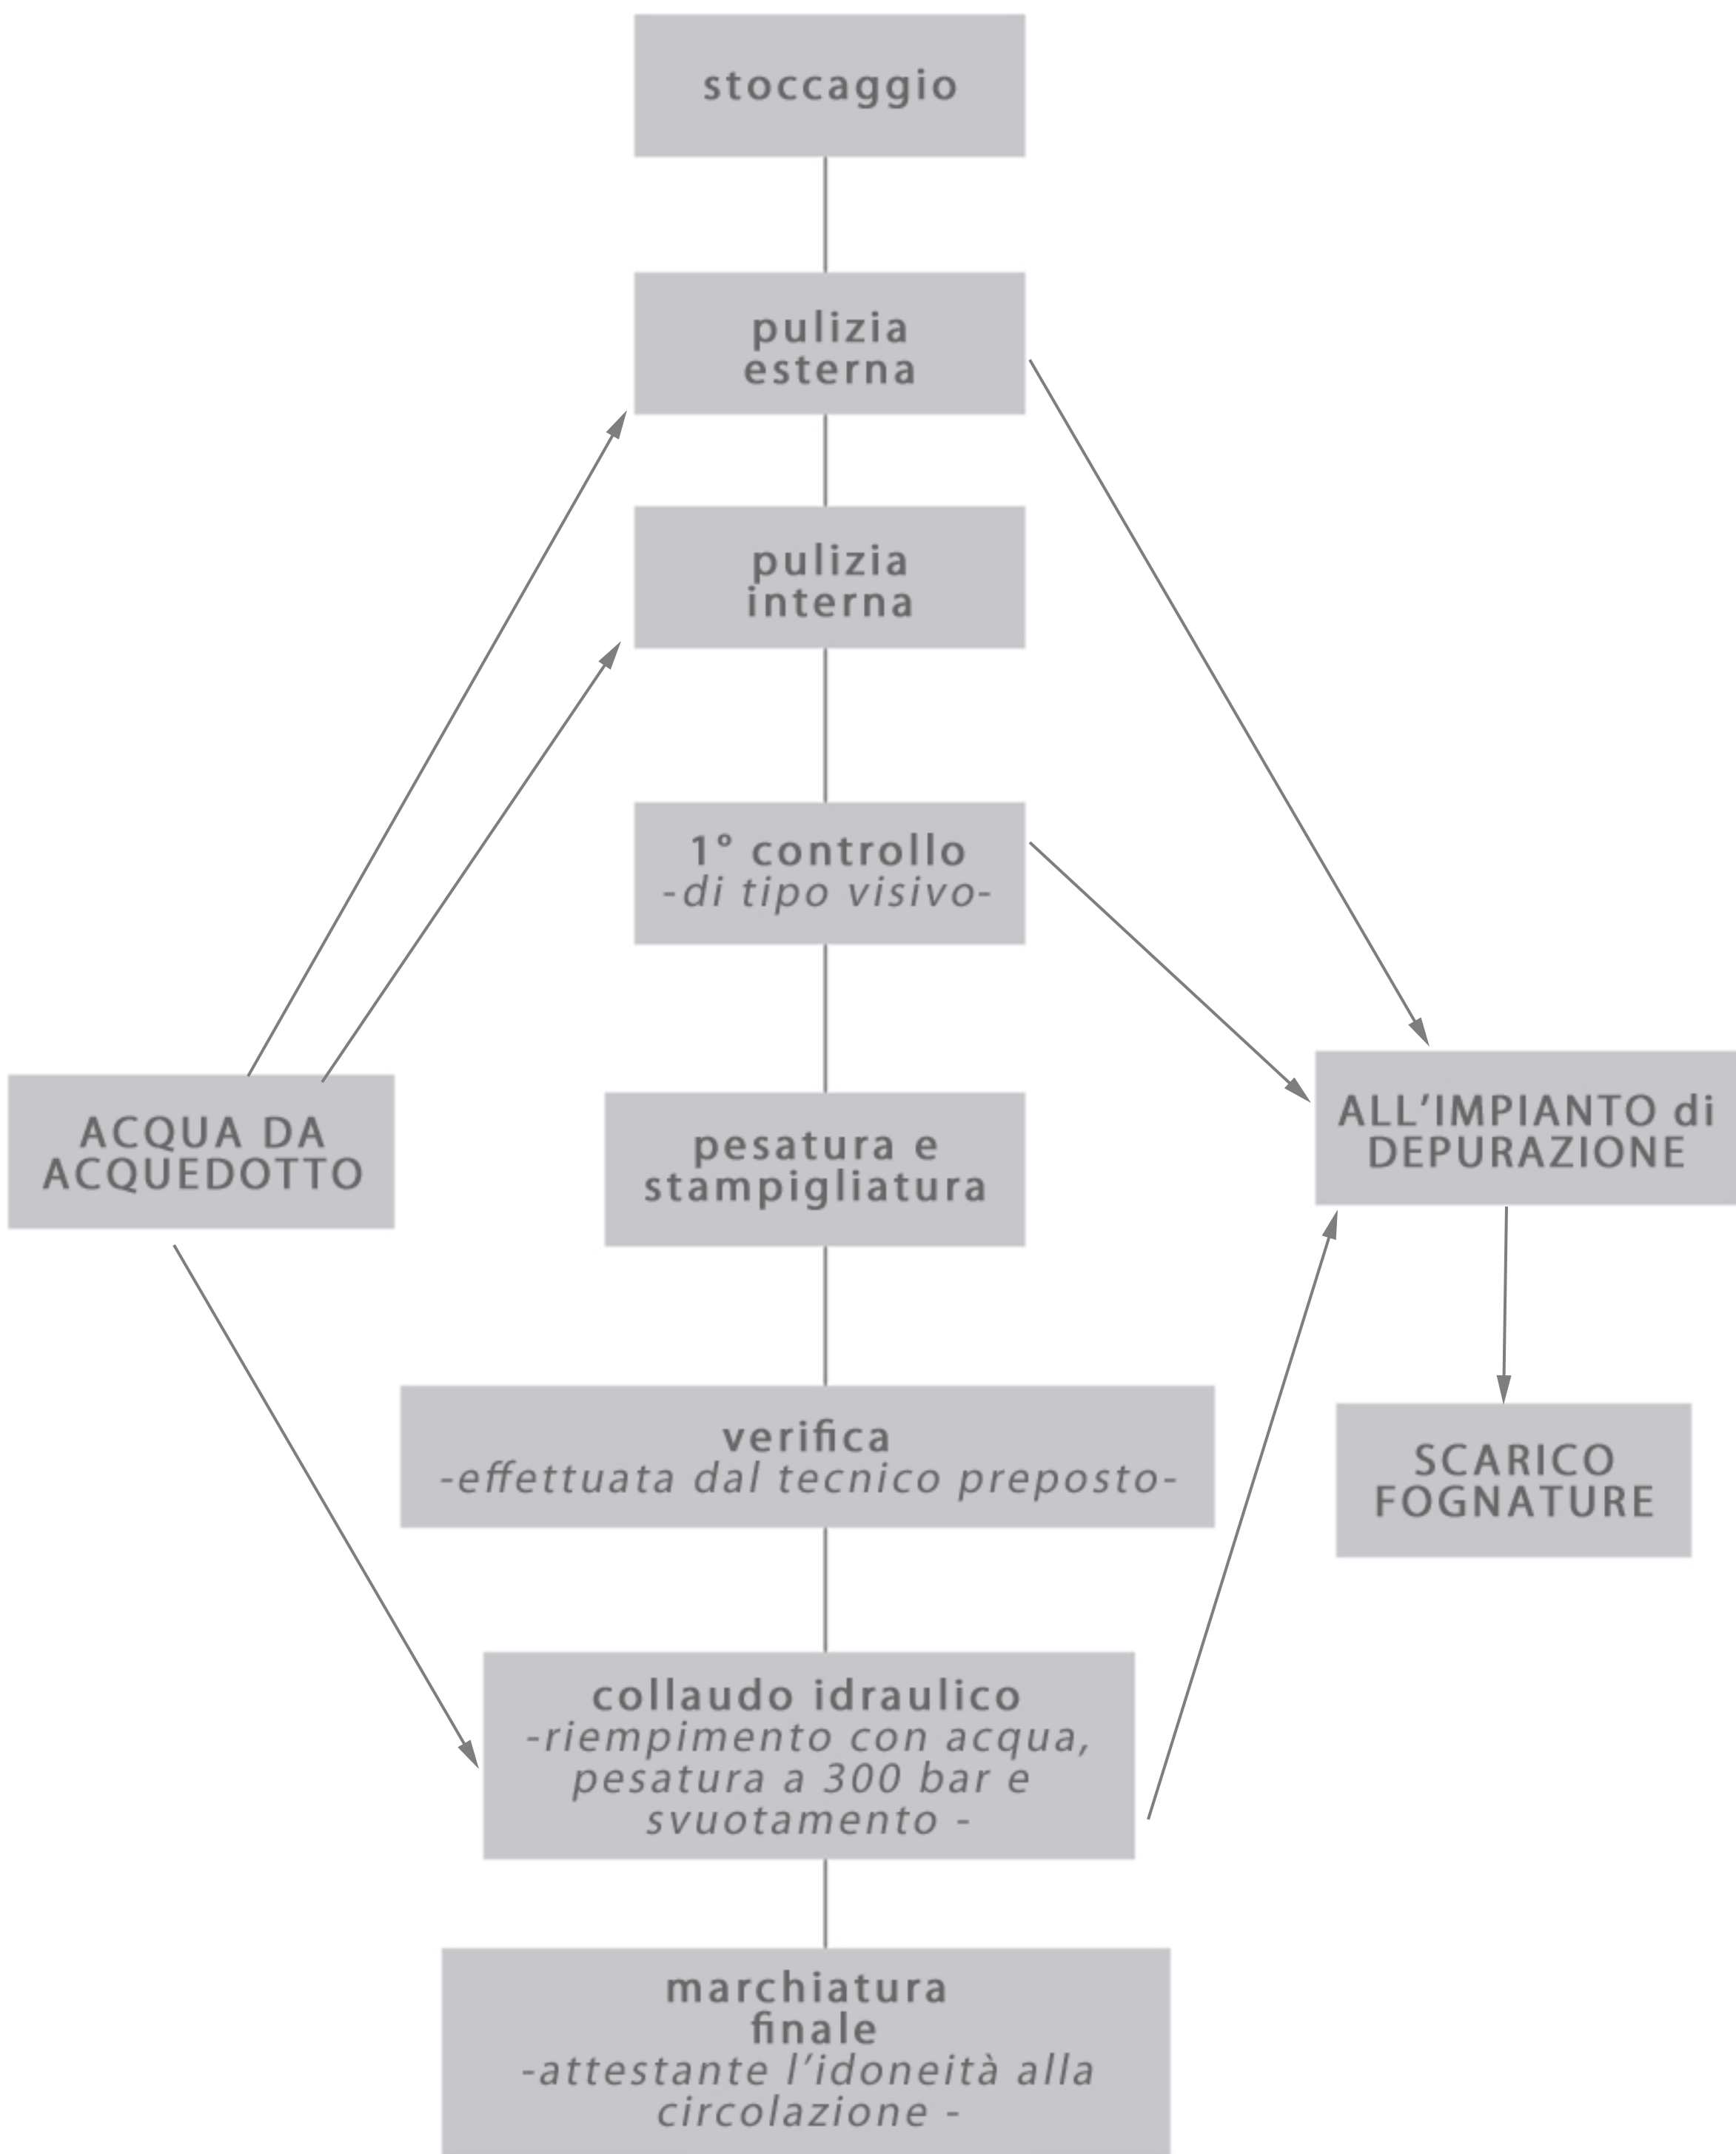 stoccaggio
pulizia
esterna
pulizia
interna
1° controllo
-di tipo visivo-
ACQUA DA
ACQUEDOTTO
pesatura e
stampigliatura
ALL’IMPIANTO di
DEPURAZIONE
verifica
-effettuata dal tecnico preposto-
SCARICO
FOGNATURE
collaudo idraulico
-riempimento con acqua,
pesatura a 300 bar e
svuotamento -
marchiatura
finale
-attestante l’idoneità alla
circolazione -